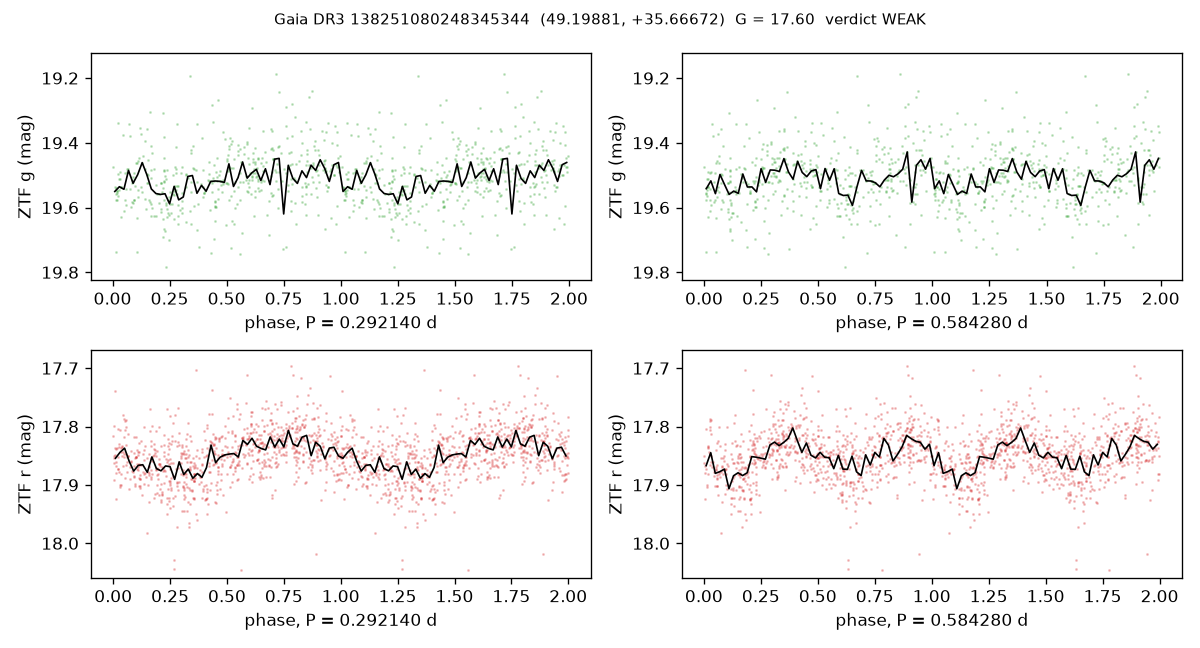 Gaia DR3 138251080248345344 (49.19881, +35.66672) G = 17.60 verdict WEAK
ZTF g (mag)
19.2
19.4
19.6
19.8
0.00 0.25 0.50 0.75 1.00 1.25 1.50 1.75 2.00
phase, P = 0.292140 d
ZTF g (mag)
19.2
19.4
19.6
19.8
0.00 0.25 0.50 0.75 1.00 1.25 1.50 1.75 2.00
phase, P = 0.584280 d
ZTF r (mag)
17.7
17.8
17.9
18.0
0.00 0.25 0.50 0.75 1.00 1.25 1.50 1.75 2.00
phase, P = 0.292140 d
ZTF r (mag)
17.7
17.8
17.9
18.0
0.00 0.25 0.50 0.75 1.00 1.25 1.50 1.75 2.00
phase, P = 0.584280 d